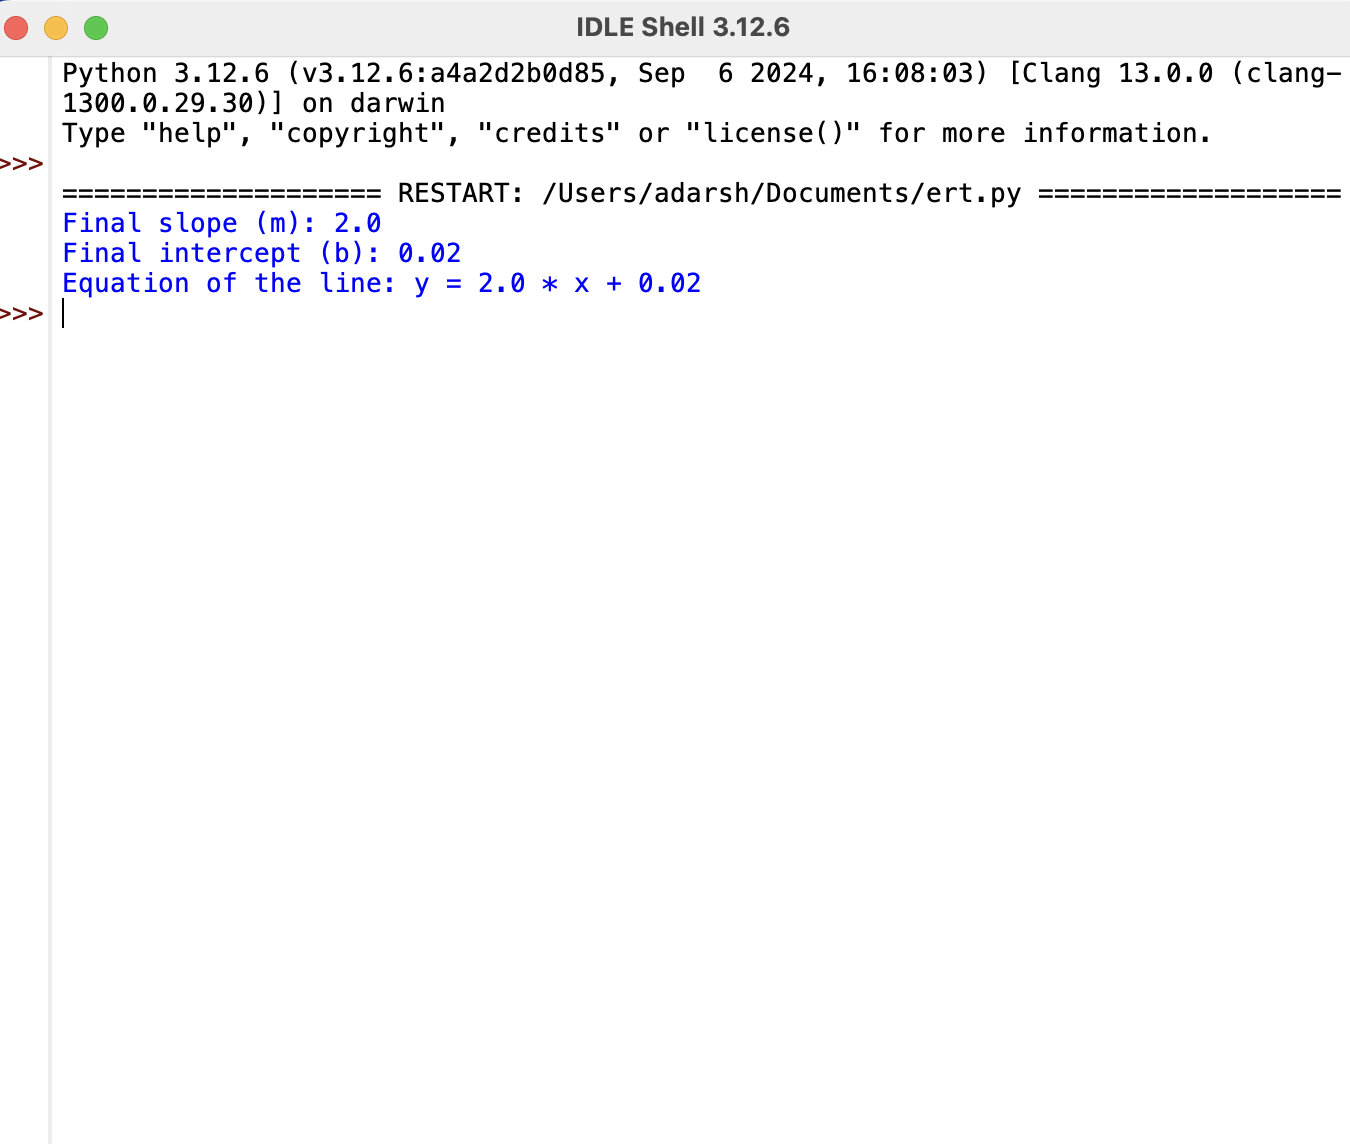 IDLE Shell 3.12.6
Python 3.12.6 (v3.12.6:a4a2d2b0d85, Sep  6 2024, 16:08:03) [Clang 13.0.0 (clang-
1300.0.29.30)] on darwin
Type "help", "copyright", "credits" or "license()" for more information.
>>>
==================== RESTART: /Users/adarsh/Documents/ert.py ===================
Final slope (m): 2.0
Final intercept (b): 0.02
Equation of the line: y = 2.0 * x + 0.02
>>>